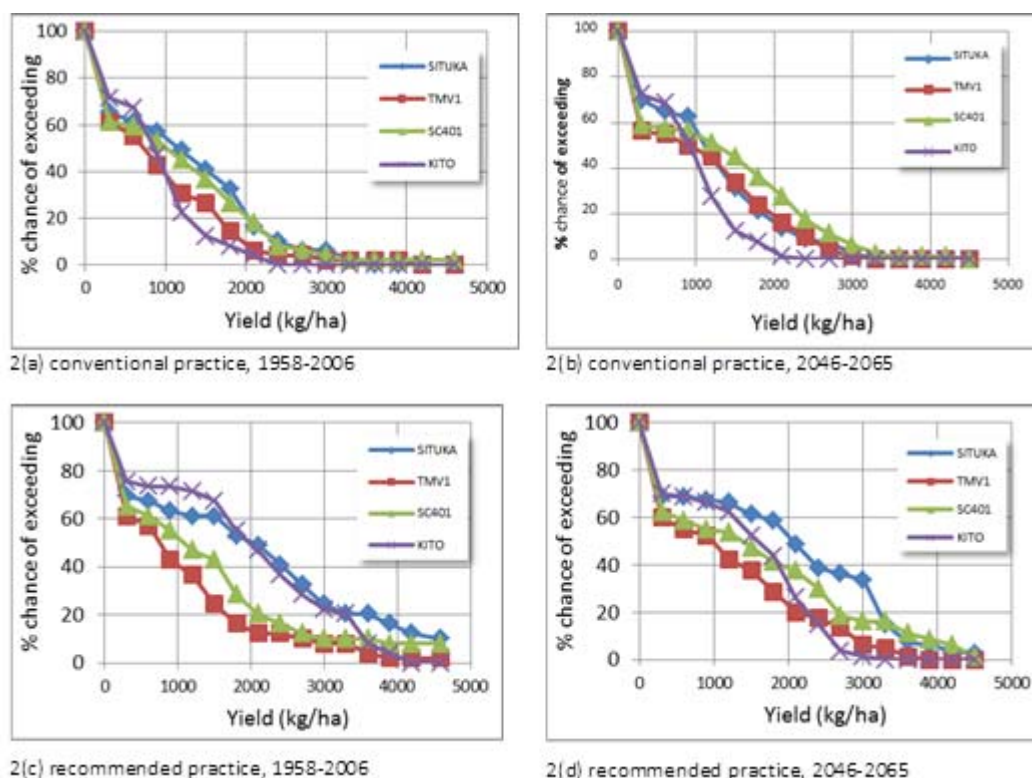 % chance of exceeding
100
80
60
40
20
0
0 1000 2000 3000 4000 5000
Yield (kg/ha)
SITUKA
TMV1
SC401
KITO
2(a) conventional practice, 1958-2006
% chance of exceeding
100
80
60
40
20
0
0 1000 2000 3000 4000 5000
Yield (kg/ha)
SITUKA
TMV1
SC401
KITO
2(b) conventional practice, 2046-2065
% chance of exceeding
100
80
60
40
20
0
0 1000 2000 3000 4000 5000
Yield (kg/ha)
SITUKA
TMV1
SC401
KITO
2(c) recommended practice, 1958-2006
% chance of exceeding
100
80
60
40
20
0
0 1000 2000 3000 4000 5000
Yield (kg/ha)
SITUKA
TMV1
SC401
KITO
2(d) recommended practice, 2046-2065